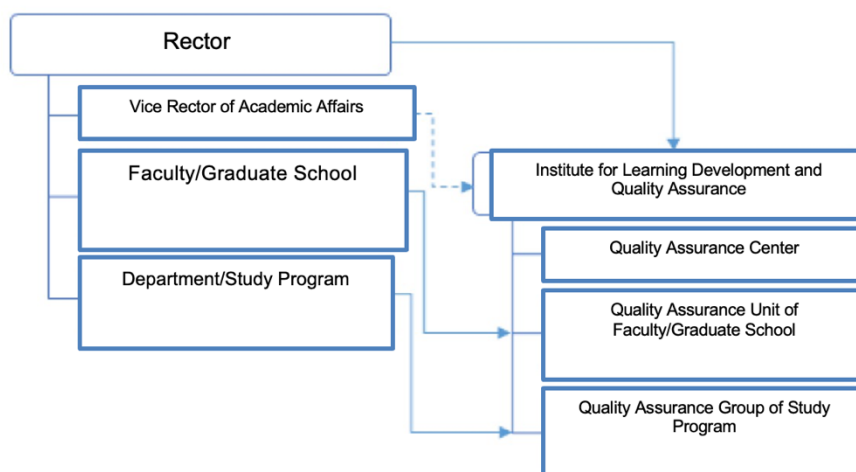 Rector
Vice Rector of Academic Affairs
Faculty/Graduate School
Department/Study Program
Institute for Learning Development and
Quality Assurance
Quality Assurance Center
Quality Assurance Unit of
Faculty/Graduate School
Quality Assurance Group of Study
Program